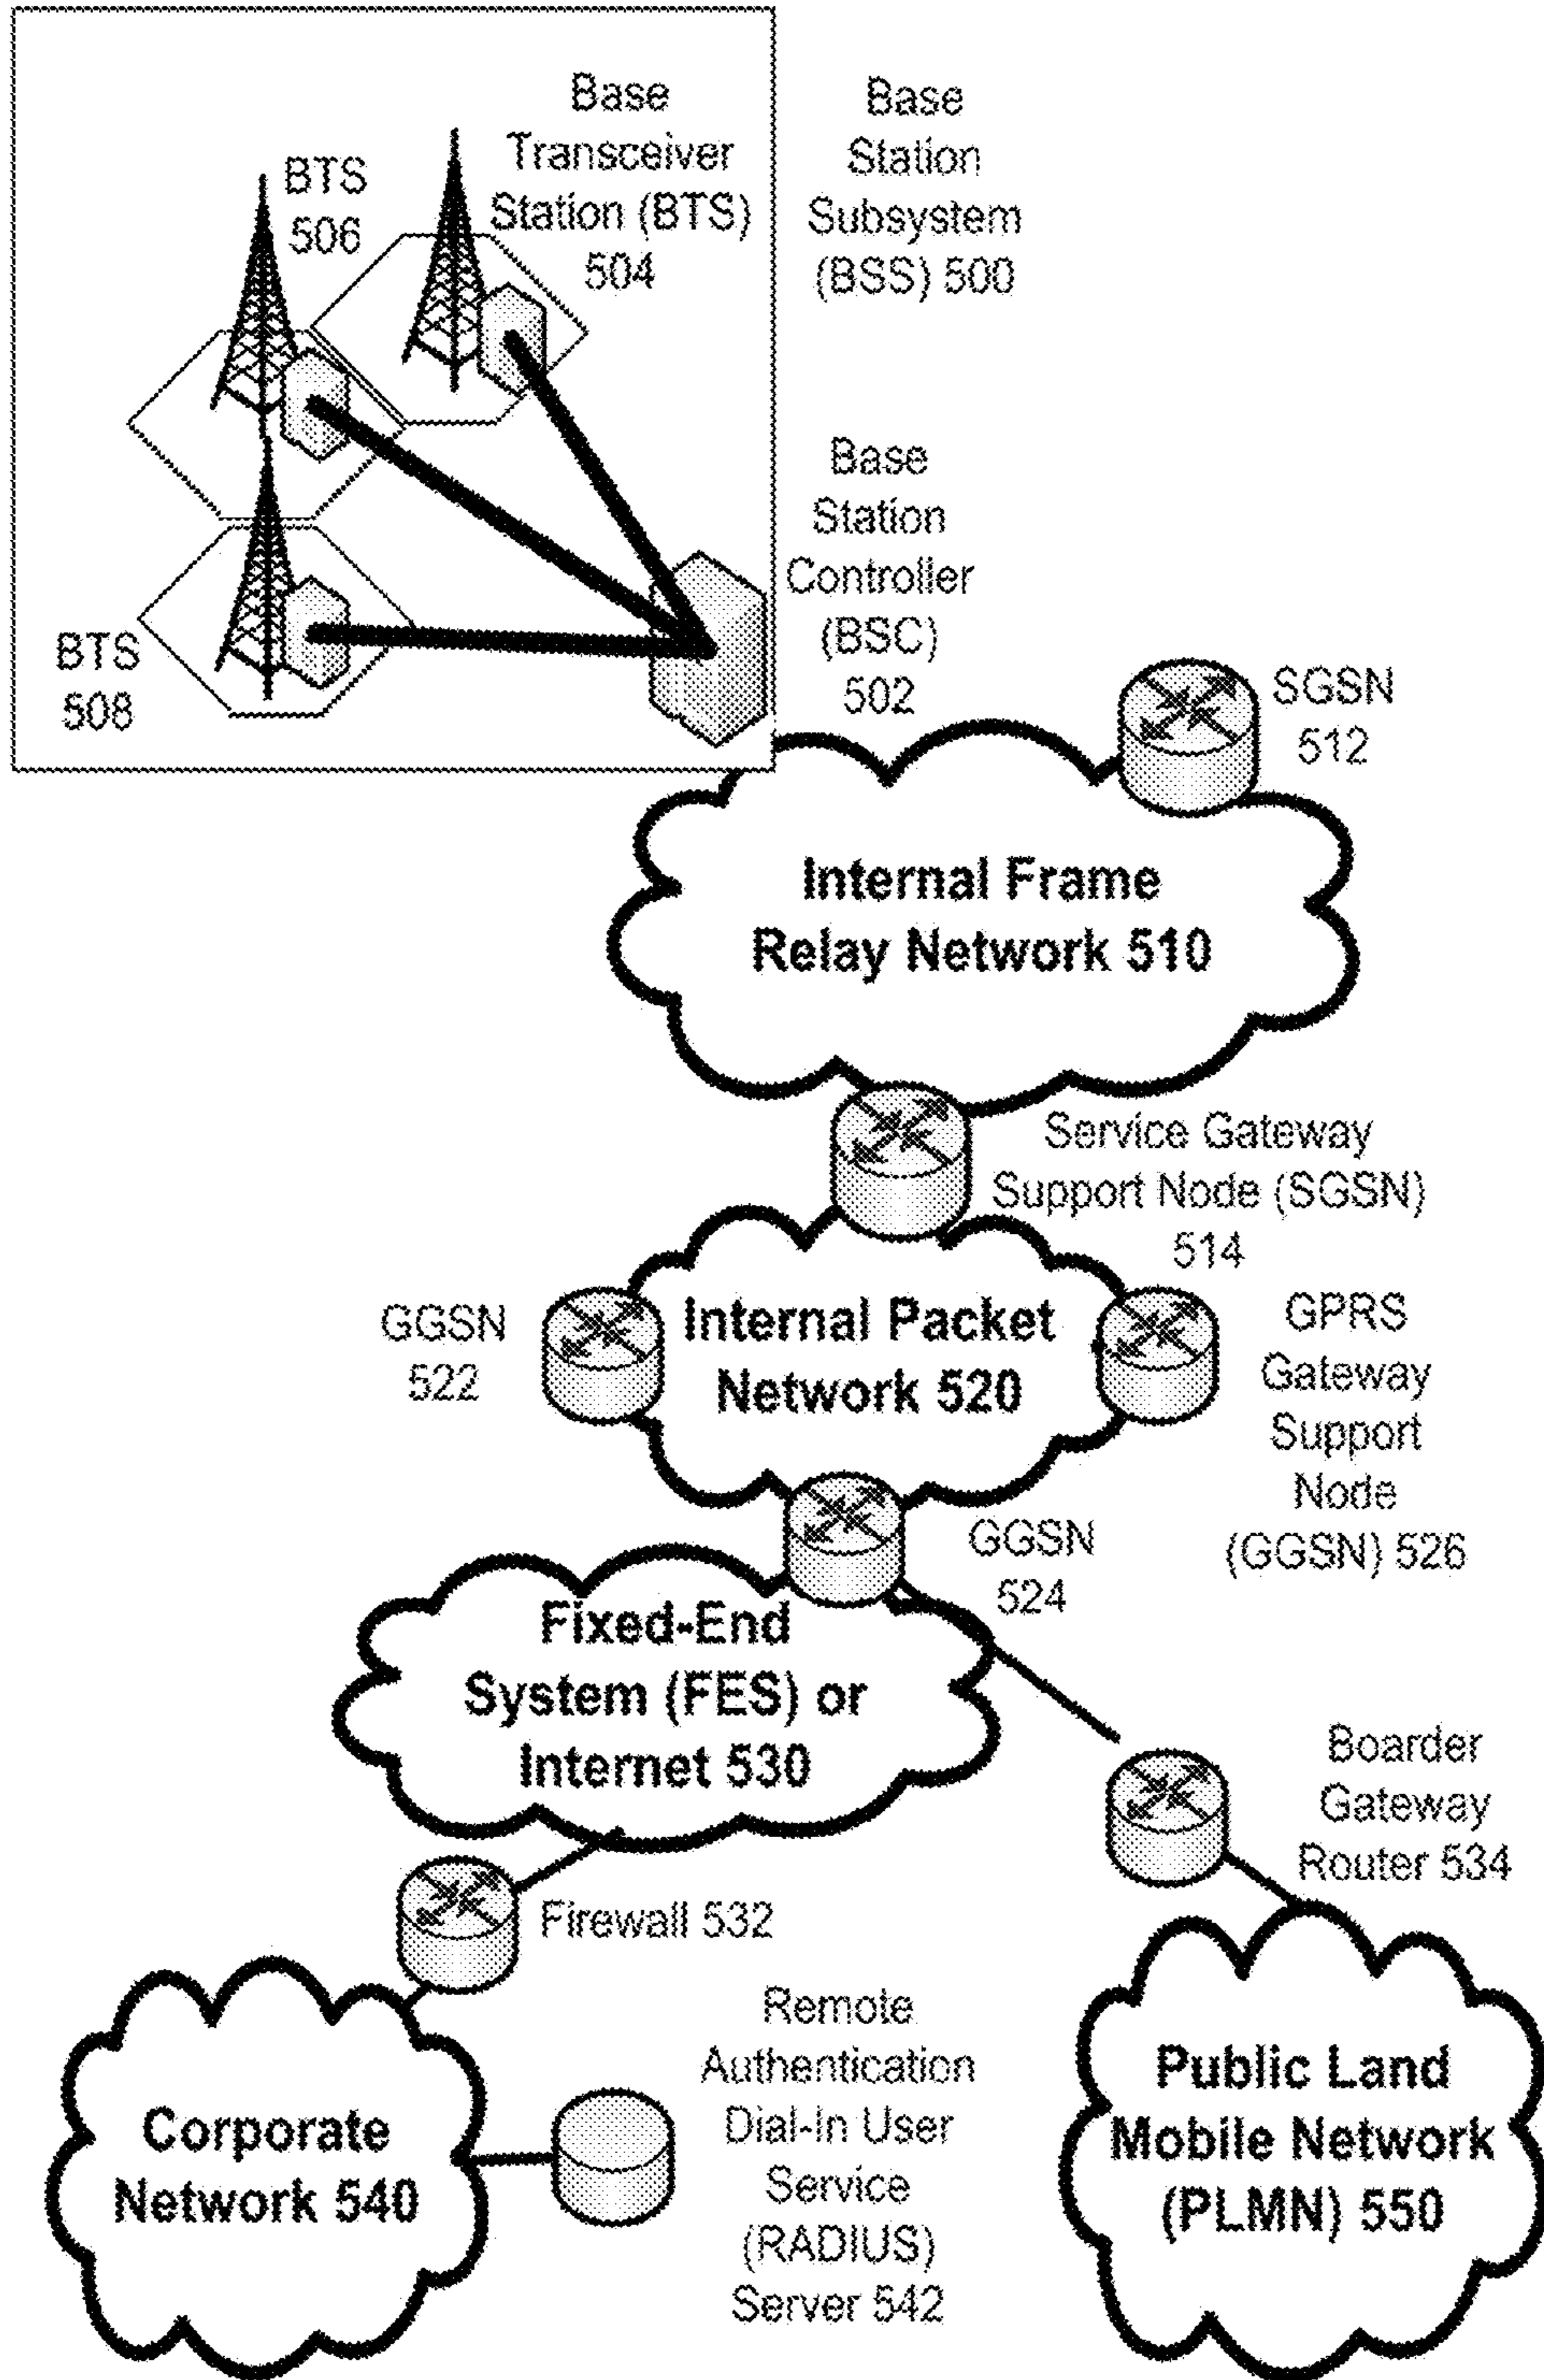 Base
Transceiver
Station (BTS)
504
BTS
506
BTS
508
Base
Station
Subsystem
(BSS) 500
Base
Station
Controller
(BSC)
502
SGSN
512
Internal Frame
Relay Network 510
Service Gateway
Support Node (SGSN)
514
GGSN
522
Internal Packet
Network 520
GPRS
Gateway
Support
Node
(GGSN) 526
GGSN
524
Fixed-End
System (FES) or
Internet 530
Boarder
Gateway
Router 534
Firewall 532
Remote
Authentication
Dial-In User
Service
(RADIUS)
Server 542
Corporate
Network 540
Public Land
Mobile Network
(PLMN) 550